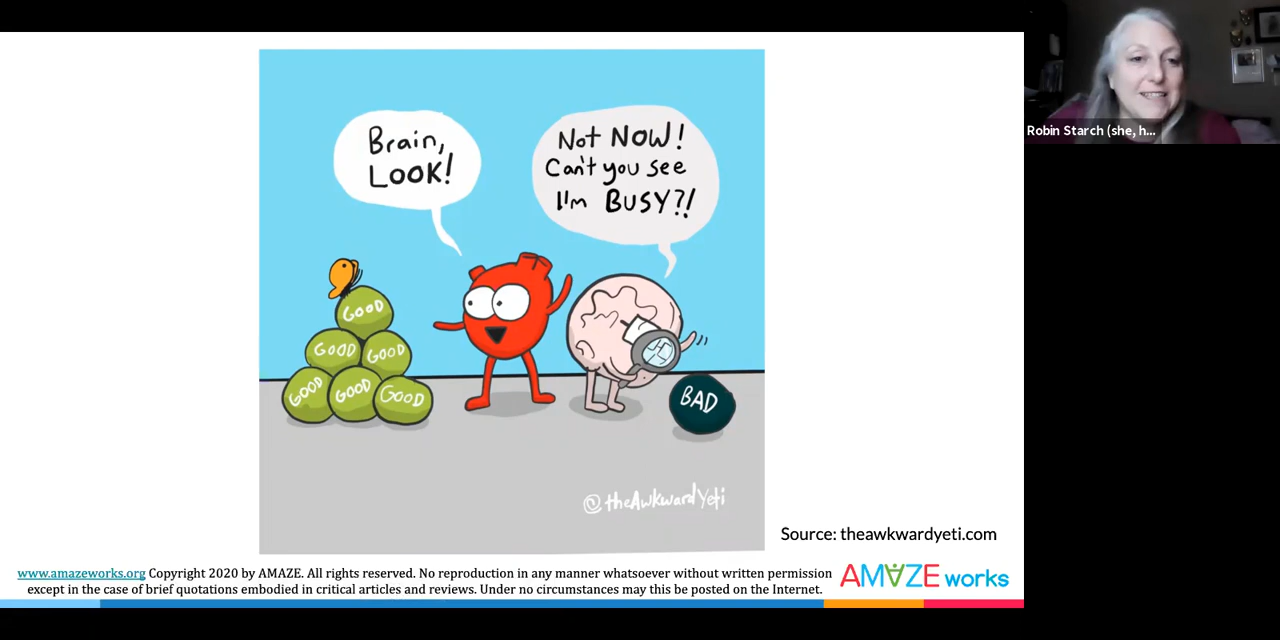 Brain,
LOOK!
Not NOW!
Can't you see
I'm BUSY?!
GOOD
GOOD GOOD
GOOD GOOD GOOD
BAD
@theAwkwardYeti
Source: theawkwardyeti.com
www.amazeworks.org Copyright 2020 by AMAZE. All rights reserved. No reproduction in any manner whatsoever without written permission
except in the case of brief quotations embodied in critical articles and reviews. Under no circumstances may this be posted on the Internet.
AMAZE works
Robin Starch (she, h...